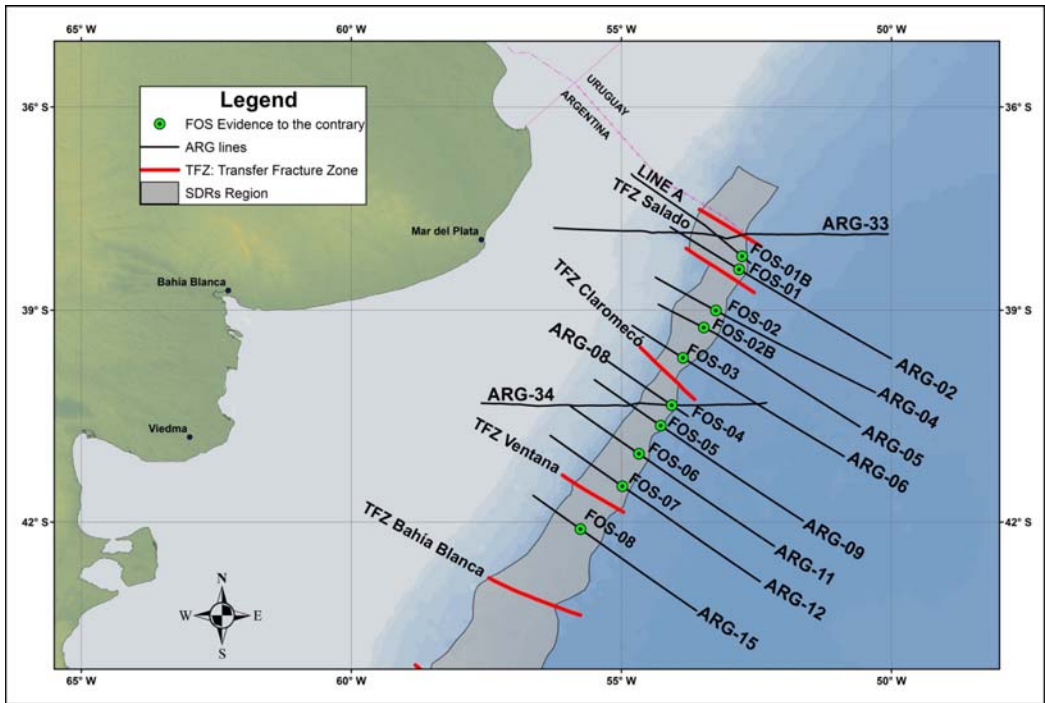 65° W
60° W
55° W
50° W
36° S
36° S
39° S
39° S
42° S
42° S
Legend
FOS Evidence to the contrary
ARG lines
TFZ: Transfer Fracture Zone
SDRs Region
URUGUAY
ARGENTINA
Mar del Plata
Bahía Blanca
Viedma
LINE A
TFZ Salado
ARG-33
FOS-01B
FOS-01
TFZ Claromecó
FOS-02
FOS-02B
ARG-08
FOS-03
ARG-02
ARG-34
FOS-04
ARG-04
FOS-05
ARG-05
TFZ Ventana
FOS-06
ARG-06
FOS-07
TFZ Bahía Blanca
FOS-08
ARG-09
ARG-11
ARG-12
ARG-15
N
W E
S
65° W
60° W
55° W
50° W